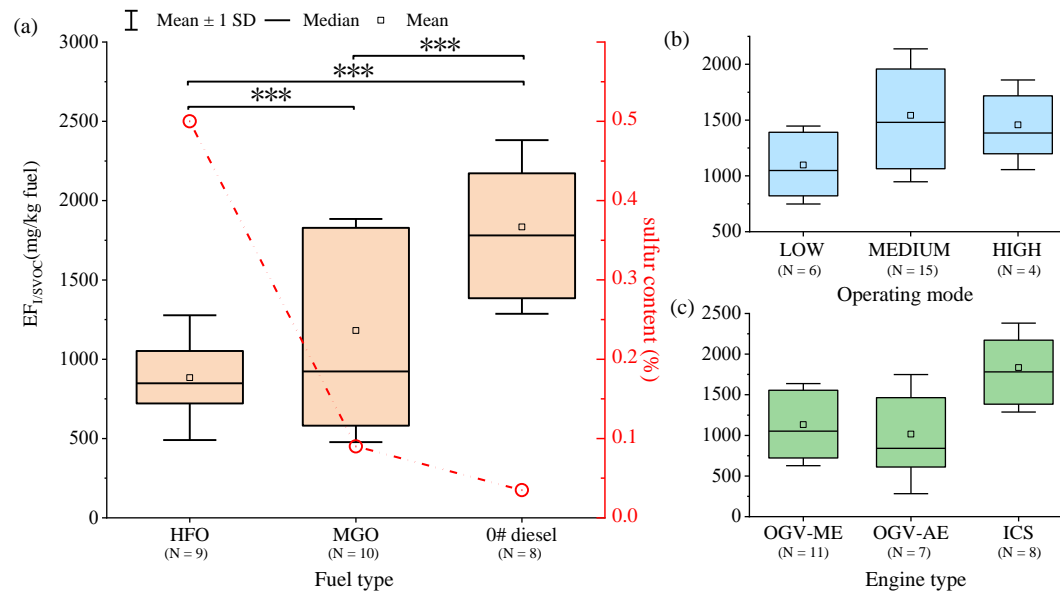 (a)
Mean ± 1 SD
Median
Mean
3000
2500
2000
1500
1000
500
0
EF_I/SVOC(mg/kg fuel)
***
***
***
0.5
0.4
0.3
0.2
0.1
0.0
sulfur content (%)
HFO
(N = 9)
MGO
(N = 10)
0# diesel
(N = 8)
Fuel type
(b)
2000
1500
1000
500
LOW
(N = 6)
MEDIUM
(N = 15)
HIGH
(N = 4)
Operating mode
(c)
2500
2000
1500
1000
500
0
OGV-ME
(N = 11)
OGV-AE
(N = 7)
ICS
(N = 8)
Engine type